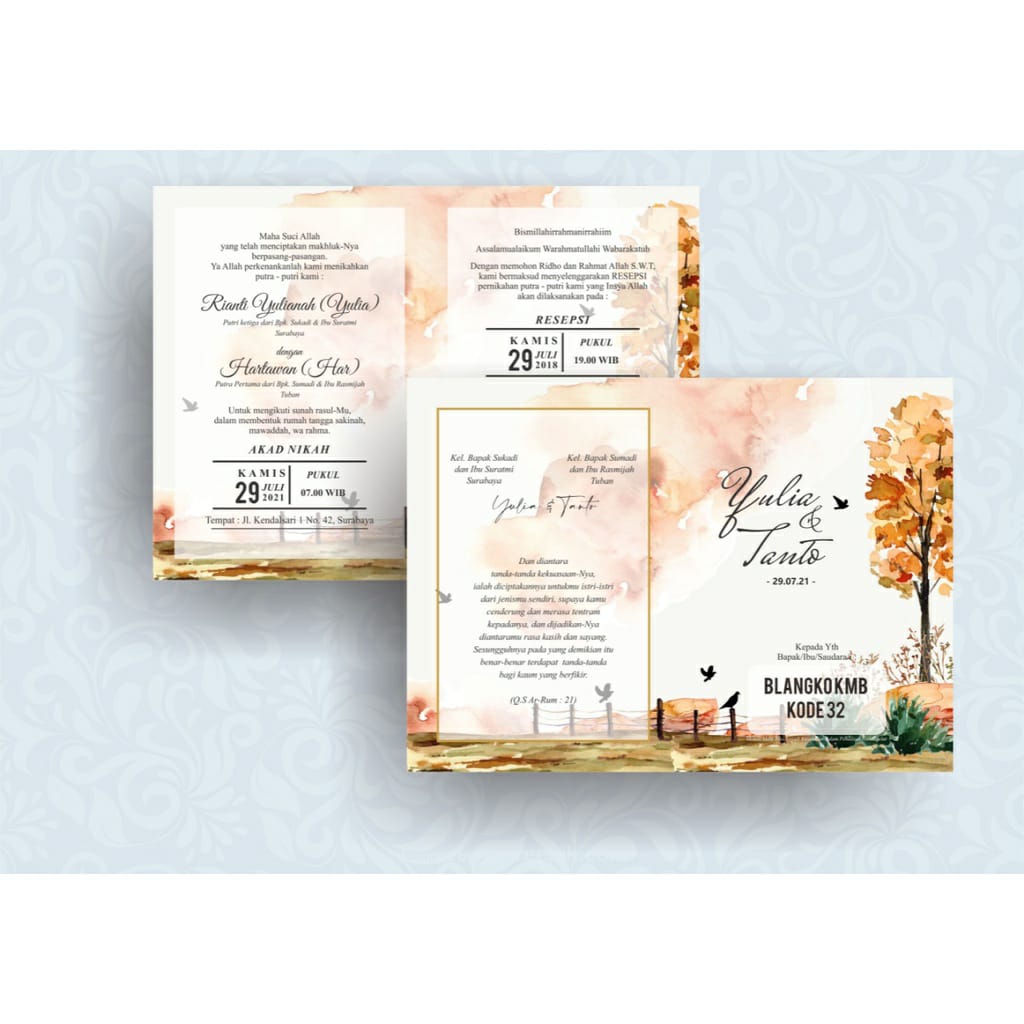 Maha Suci Allah
yang telah menciptakan makhluk-Nya
berpasang-pasangan.
Ya Allah perkenankanlah kami menikahkan
putra - putri kami :
Rianti Yulianah (Yulia)
Putri ketiga dari Bpk. Sukadi & Ibu Suratmi
Surabaya
dengan
Hartawan (Har)
Putra Pertama dari Bpk. Sumadi & Ibu Rasmijah
Tuban
Untuk mengikuti sunah rasul-Mu,
dalam membentuk rumah tangga sakinah,
mawaddah, wa rahma.
AKAD NIKAH
KAMIS
29 JULI 2021
PUKUL
07.00 WIB
Tempat : Jl. Kendalsari 1 No. 42, Surabaya
Bismillahirrahmanirrahiim
Assalamualaikum Warahmatullahi Wabarakatuh
Dengan memohon Ridho dan Rahmat Allah S.W.T,
kami bermaksud menyelenggarakan RESEPSI
pernikahan putra - putri kami yang Insya Allah
akan dilaksanakan pada :
RESEPSI
KAMIS
29 JULI 2018
PUKUL
19.00 WIB
Kel. Bapak Sukadi
dan Ibu Suratmi
Surabaya
Kel. Bapak Sumadi
dan Ibu Rasmijah
Tuban
Yulia & Tanto
Dan diantara
tanda-tanda kekuasaan-Nya,
ialah diciptakannya untukmu istri-istri
dari jenismu sendiri, supaya kamu
cenderung dan merasa tentram
kepadanya, dan dijadikan-Nya
diantaramu rasa kasih dan sayang.
Sesungguhnya pada yang demikian itu
benar-benar terdapat tanda-tanda
bagi kaum yang berfikir.
(Q.S Ar-Rum : 21)
Yulia
&
Tanto
- 29.07.21 -
Kepada Yth
Bapak/Ibu/Saudara
BLANGKO KMB
KODE 32